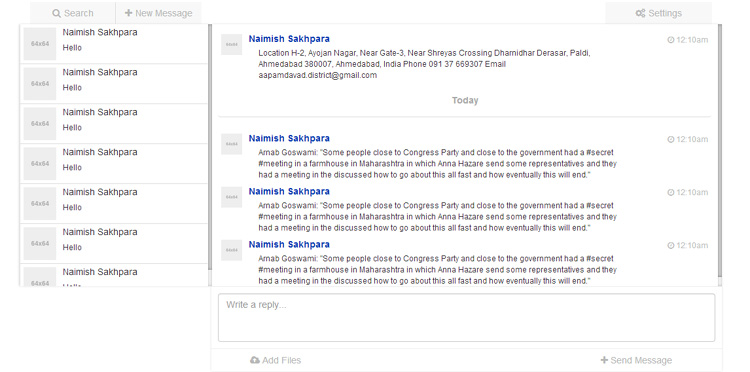 Search
New Message
Settings
64x64
Naimish Sakhpara
Hello
64x64
Naimish Sakhpara
Hello
64x64
Naimish Sakhpara
Hello
64x64
Naimish Sakhpara
Hello
64x64
Naimish Sakhpara
Hello
64x64
Naimish Sakhpara
Hello
64x64
Naimish Sakhpara
Hello
64x64
Naimish Sakhpara
12:10am
Location H-2, Ayojan Nagar, Near Gate-3, Near Shreyas Crossing Dharnidhar Derasar, Paldi,
Ahmedabad 380007, Ahmedabad, India Phone 091 37 669307 Email
aapamdavad.district@gmail.com
Today
64x64
Naimish Sakhpara
12:10am
Arnab Goswami: "Some people close to Congress Party and close to the government had a #secret
#meeting in a farmhouse in Maharashtra in which Anna Hazare send some representatives and they
had a meeting in the discussed how to go about this all fast and how eventually this will end."
64x64
Naimish Sakhpara
12:10am
Arnab Goswami: "Some people close to Congress Party and close to the government had a #secret
#meeting in a farmhouse in Maharashtra in which Anna Hazare send some representatives and they
had a meeting in the discussed how to go about this all fast and how eventually this will end."
64x64
Naimish Sakhpara
12:10am
Arnab Goswami: "Some people close to Congress Party and close to the government had a #secret
#meeting in a farmhouse in Maharashtra in which Anna Hazare send some representatives and they
had a meeting in the discussed how to go about this all fast and how eventually this will end."
Write a reply...
Add Files
Send Message